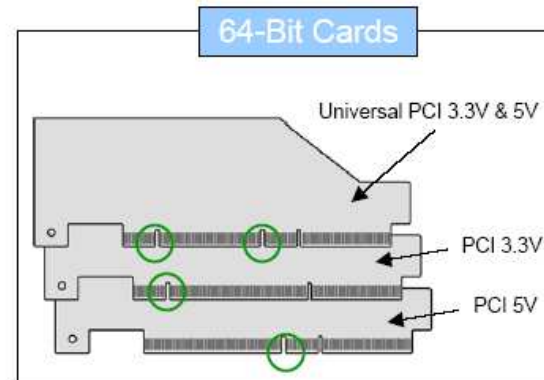 64-Bit Cards
Universal PCI 3.3V & 5V
PCI 3.3V
PCI 5V